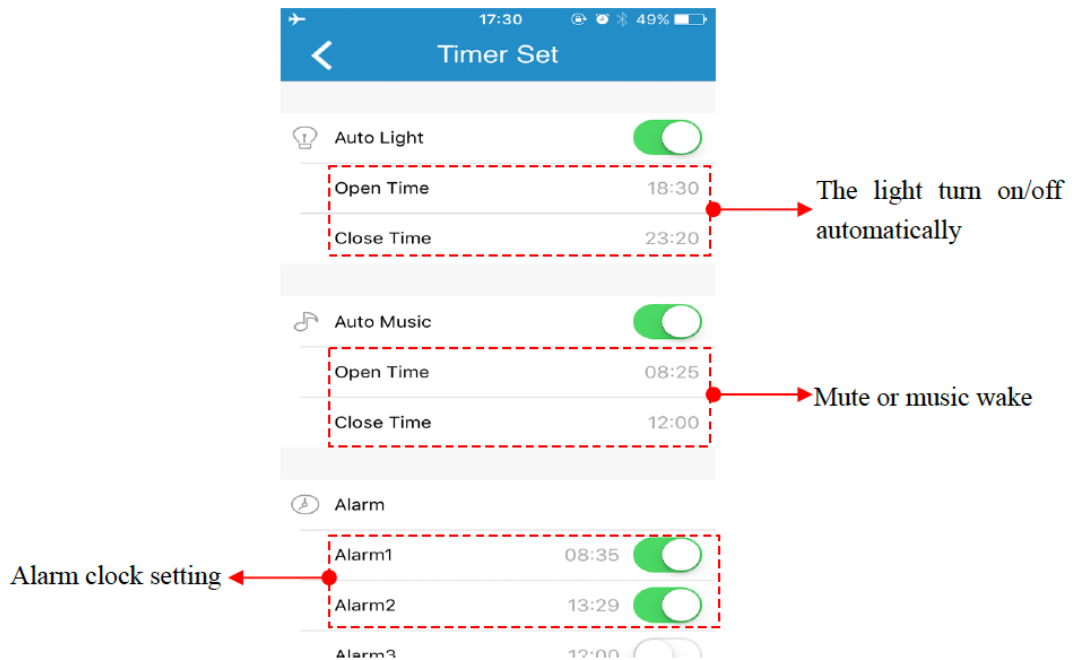 17:30 49%
Timer Set
Auto Light
Open Time 18:30
Close Time 23:20
The light turn on/off
automatically
Auto Music
Open Time 08:25
Close Time 12:00
Mute or music wake
Alarm
Alarm1 08:35
Alarm clock setting
Alarm2 13:29
Alarm3 12:00